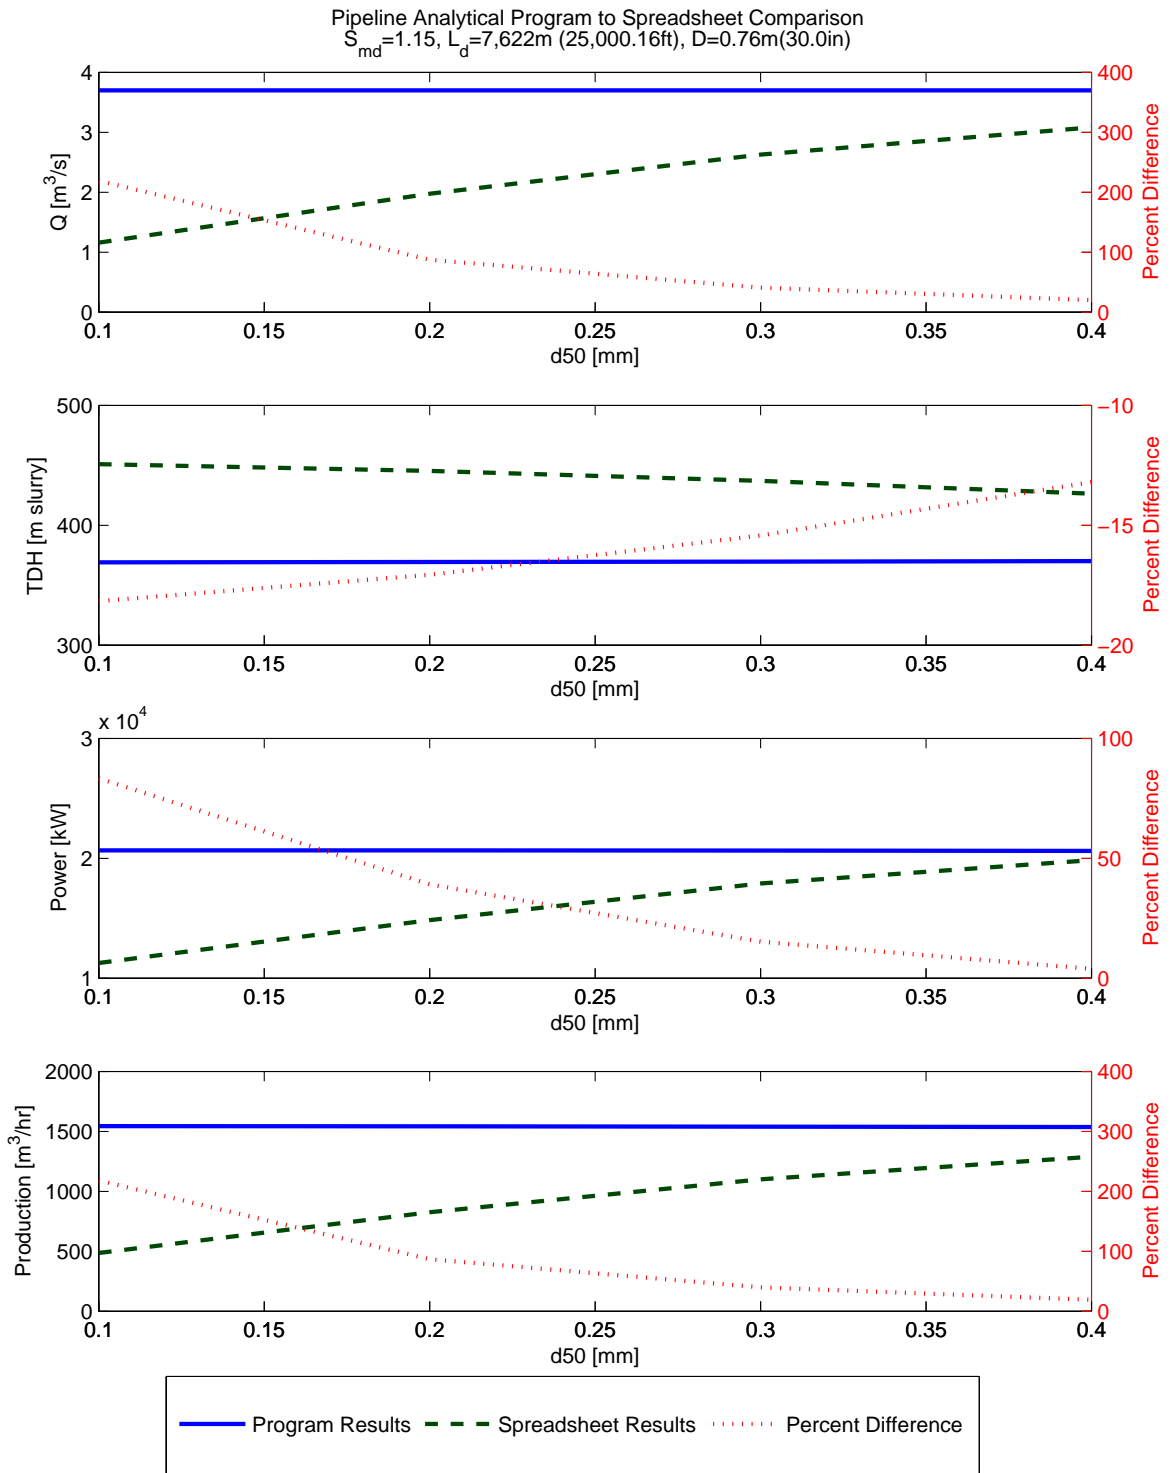 Pipeline Analytical Program to Spreadsheet Comparison
S_md=1.15, L_d=7,622m (25,000.16ft), D=0.76m(30.0in)
4 400
3 300
2 200
1 100
0 0
Q [m^3/s]
Percent Difference
0.1 0.15 0.2 0.25 0.3 0.35 0.4
d50 [mm]
500 −10
400 −15
300 −20
TDH [m slurry]
Percent Difference
0.1 0.15 0.2 0.25 0.3 0.35 0.4
d50 [mm]
x 10^4
3 100
2 50
1 0
Power [kW]
Percent Difference
0.1 0.15 0.2 0.25 0.3 0.35 0.4
d50 [mm]
2000 400
1500 300
1000 200
500 100
0 0
Production [m^3/hr]
Percent Difference
0.1 0.15 0.2 0.25 0.3 0.35 0.4
d50 [mm]
Program Results Spreadsheet Results Percent Difference